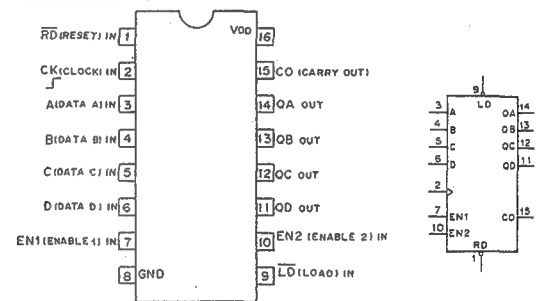 R̅D̅(RESET) IN 1 VDD 16
CK(CLOCK) IN 2 15 CO (CARRY OUT)
A(DATA A) IN 3 14 QA OUT
B(DATA B) IN 4 13 QB OUT
C(DATA C) IN 5 12 QC OUT
D(DATA D) IN 6 11 QD OUT
EN1(ENABLE 1) IN 7 10 EN2 (ENABLE 2) IN
8 GND 9 L̅D̅(LOAD) IN
9
LD
3 A QA 14
4 B QB 13
5 C QC 12
6 D QD 11
2
7 EN1 CO 15
10 EN2
RD
1